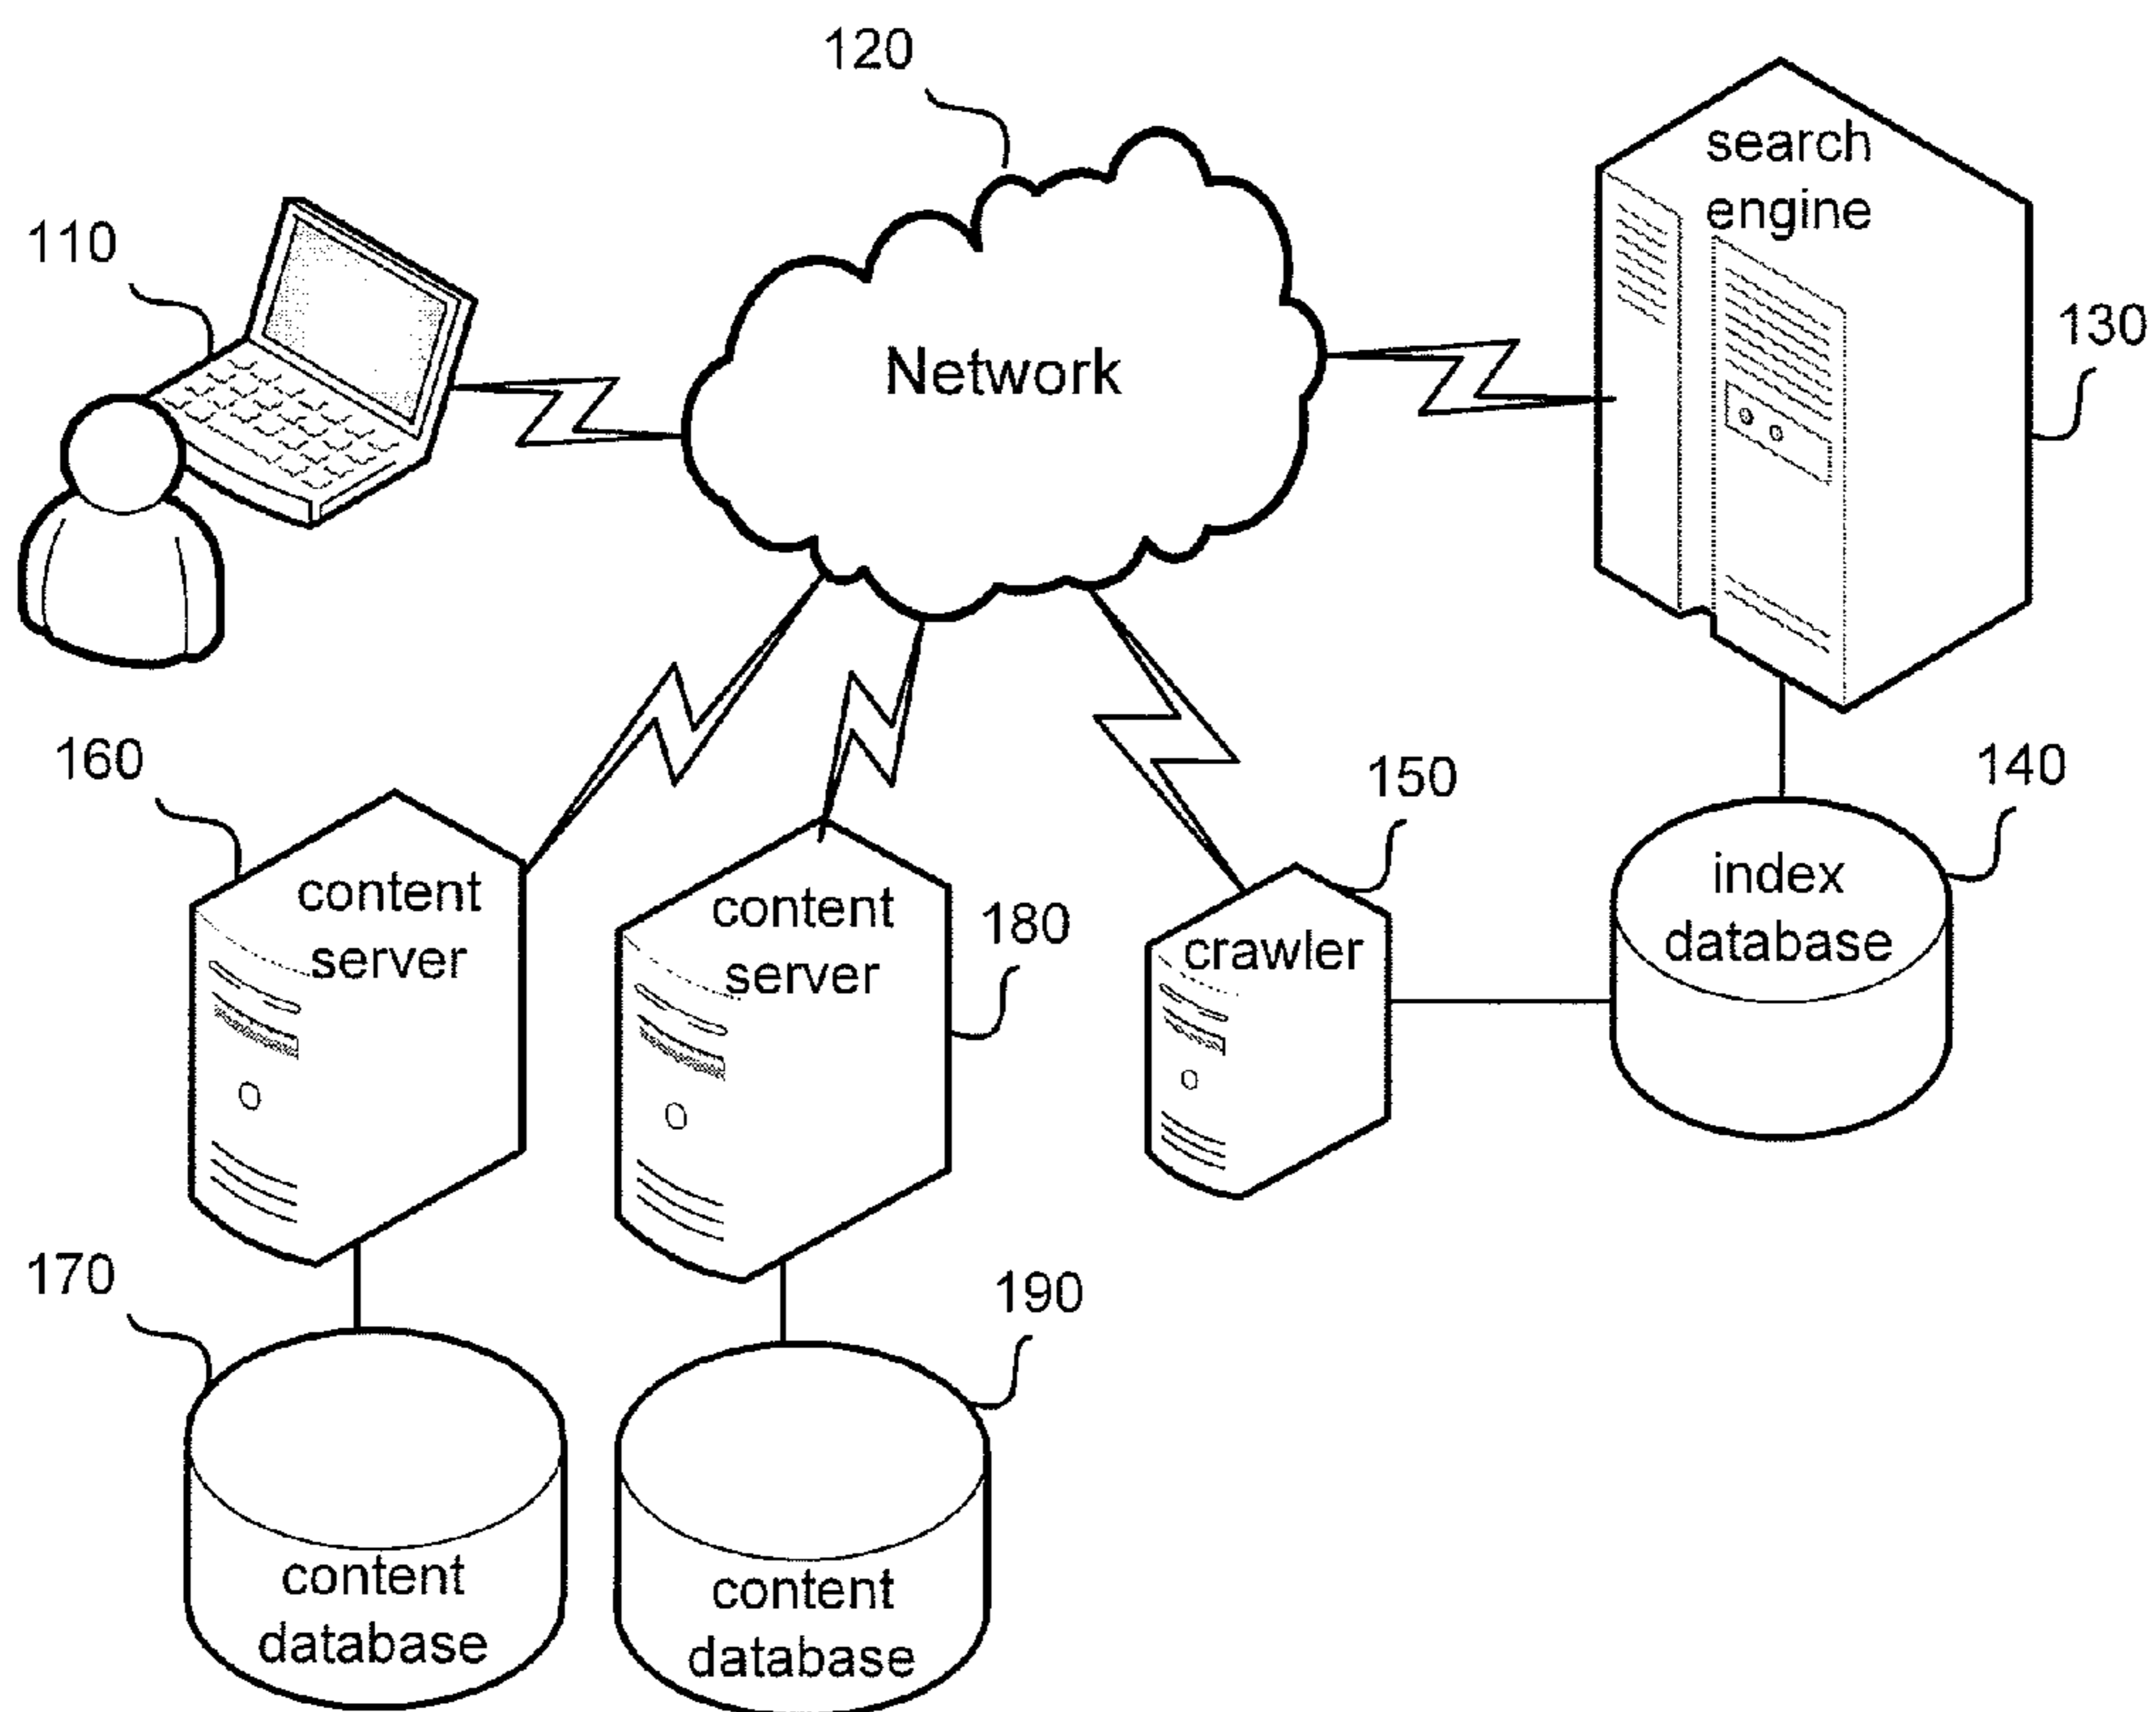 120
search
engine
110
130
Network
160
150
140
content
server
content
server
180
crawler
index
database
170
190
content
database
content
database